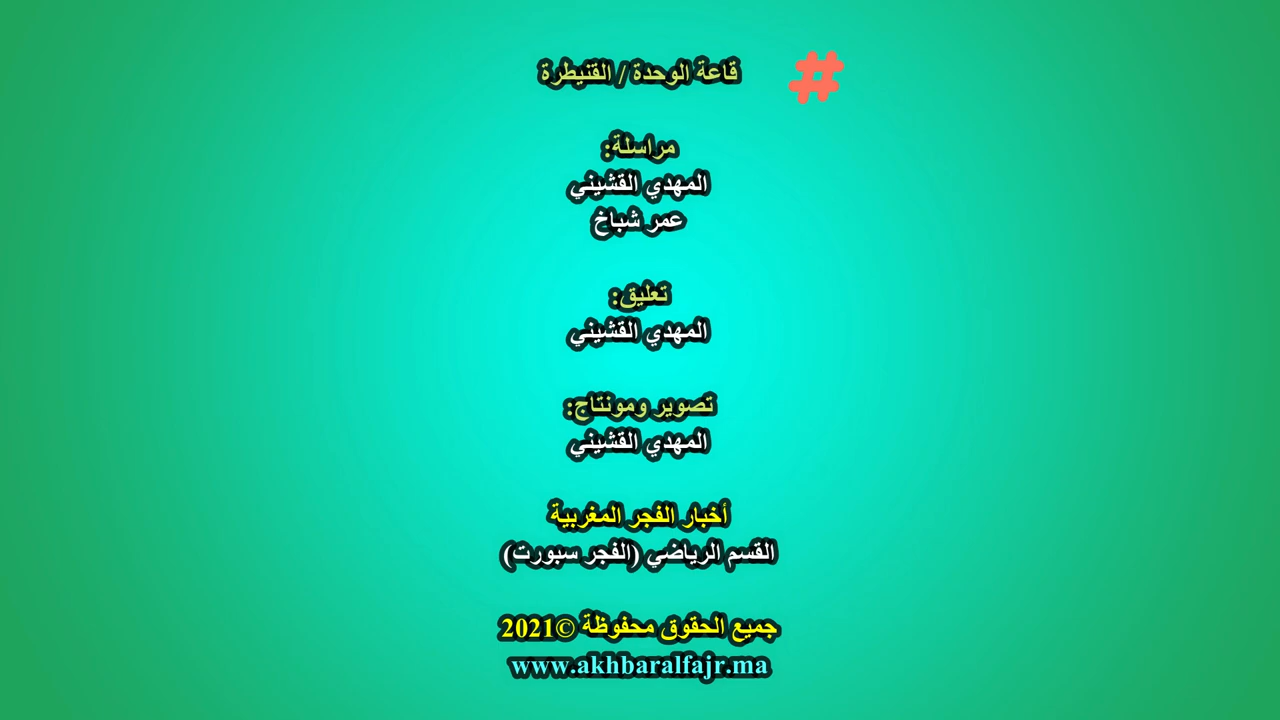 # قاعة الوحدة / القنيطرة
مراسلة:
المهدي القشيني
عمر شباخ
تعليق:
المهدي القشيني
تصوير ومونتاج:
المهدي القشيني
أخبار الفجر المغربية
القسم الرياضي (الفجر سبورت)
جميع الحقوق محفوظة ©2021
www.akhbaralfajr.ma